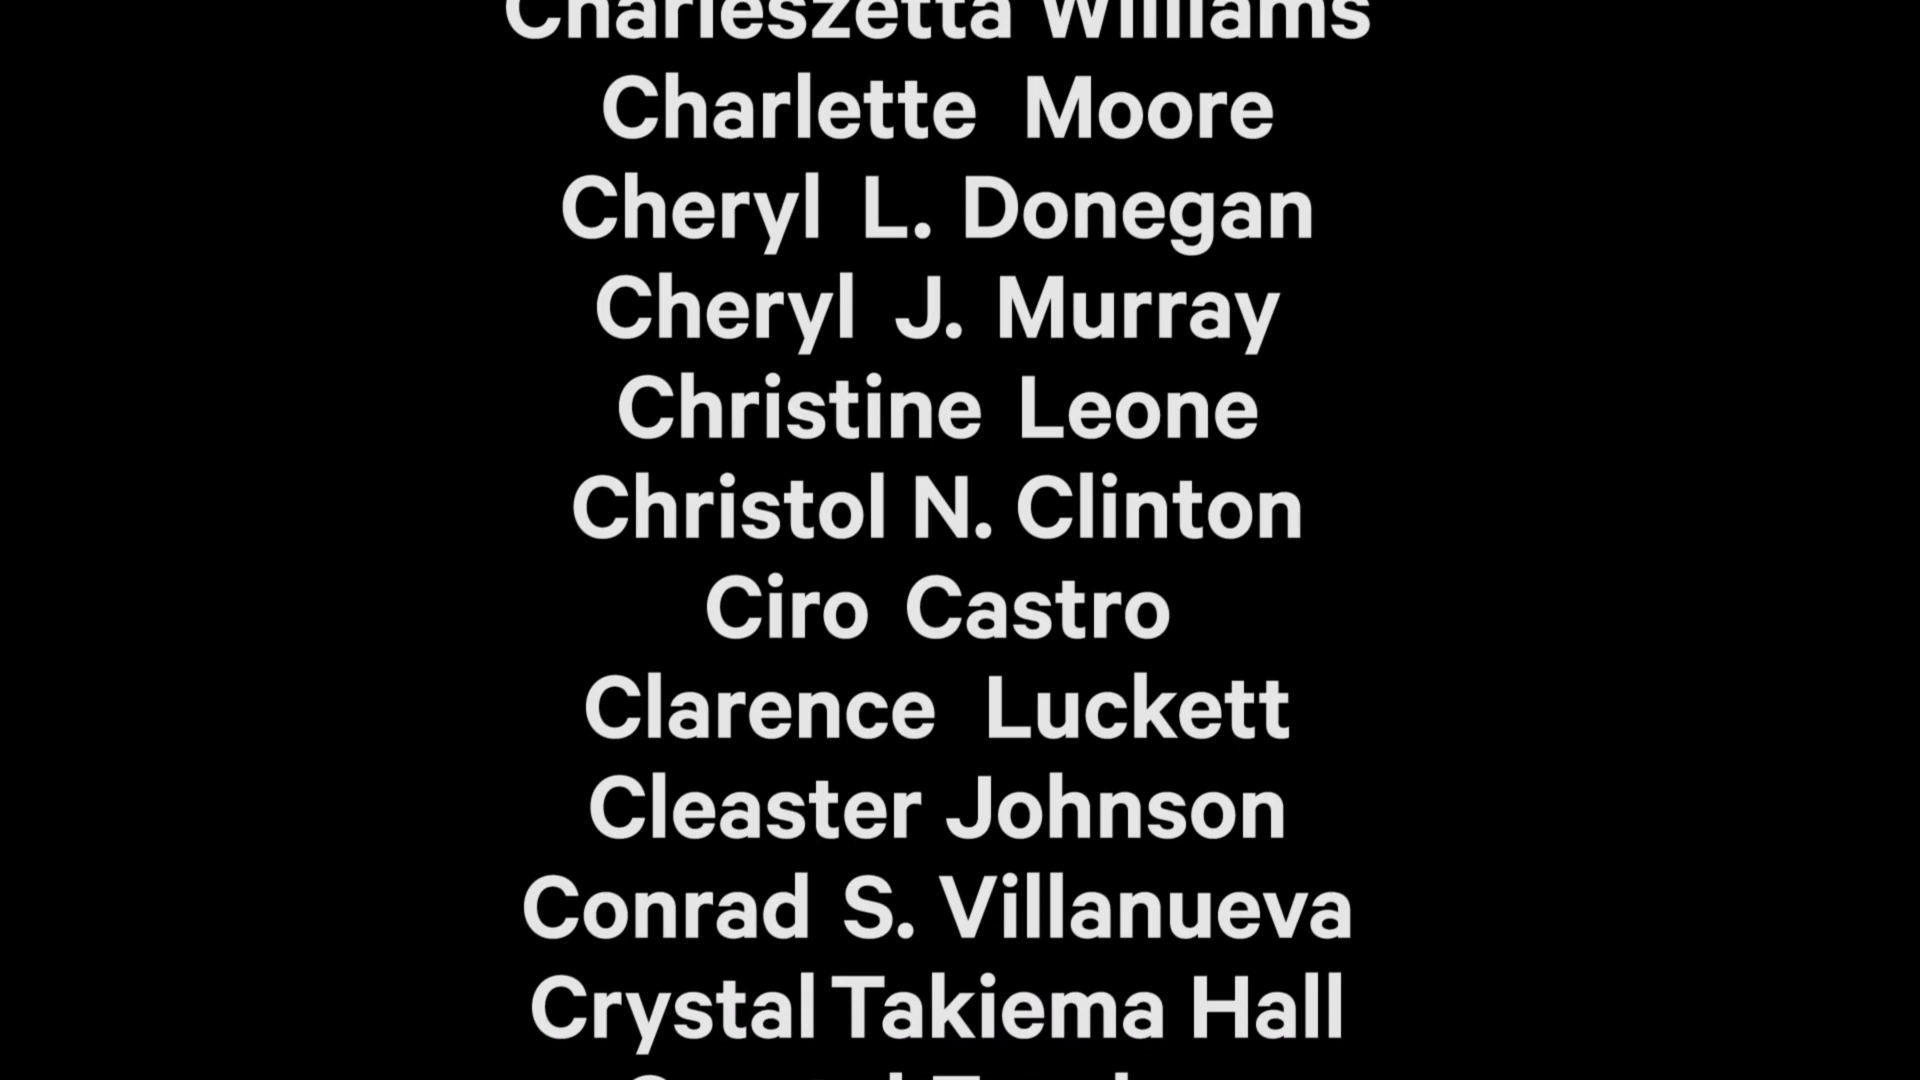 Charleszetta Williams
Charlette Moore
Cheryl L. Donegan
Cheryl J. Murray
Christine Leone
Christol N. Clinton
Ciro Castro
Clarence Luckett
Cleaster Johnson
Conrad S. Villanueva
Crystal Takiema Hall